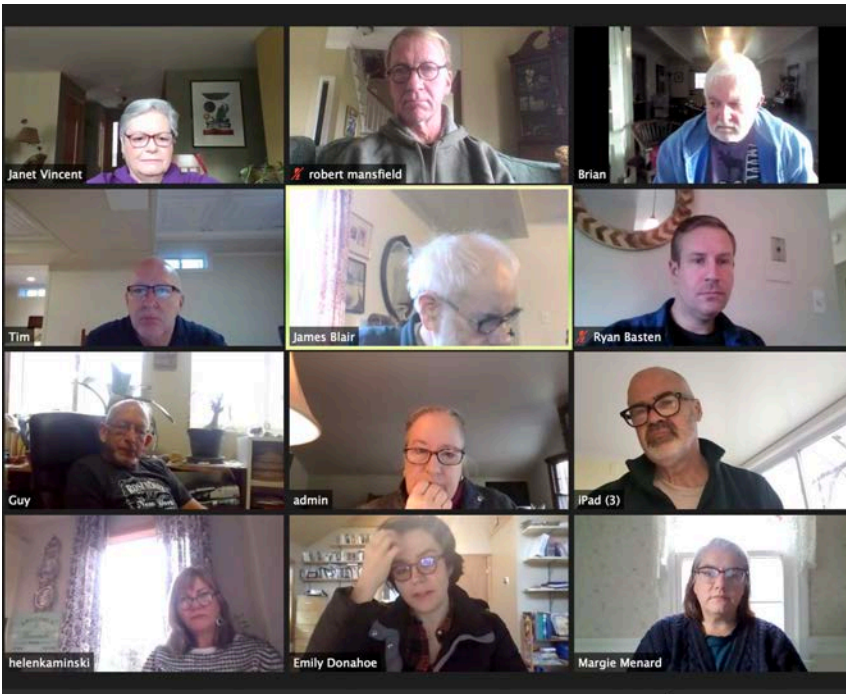 Janet Vincent
robert mansfield
Brian
Tim
James Blair
Ryan Basten
Guy
admin
iPad (3)
helenkaminski
Emily Donahoe
Margie Menard